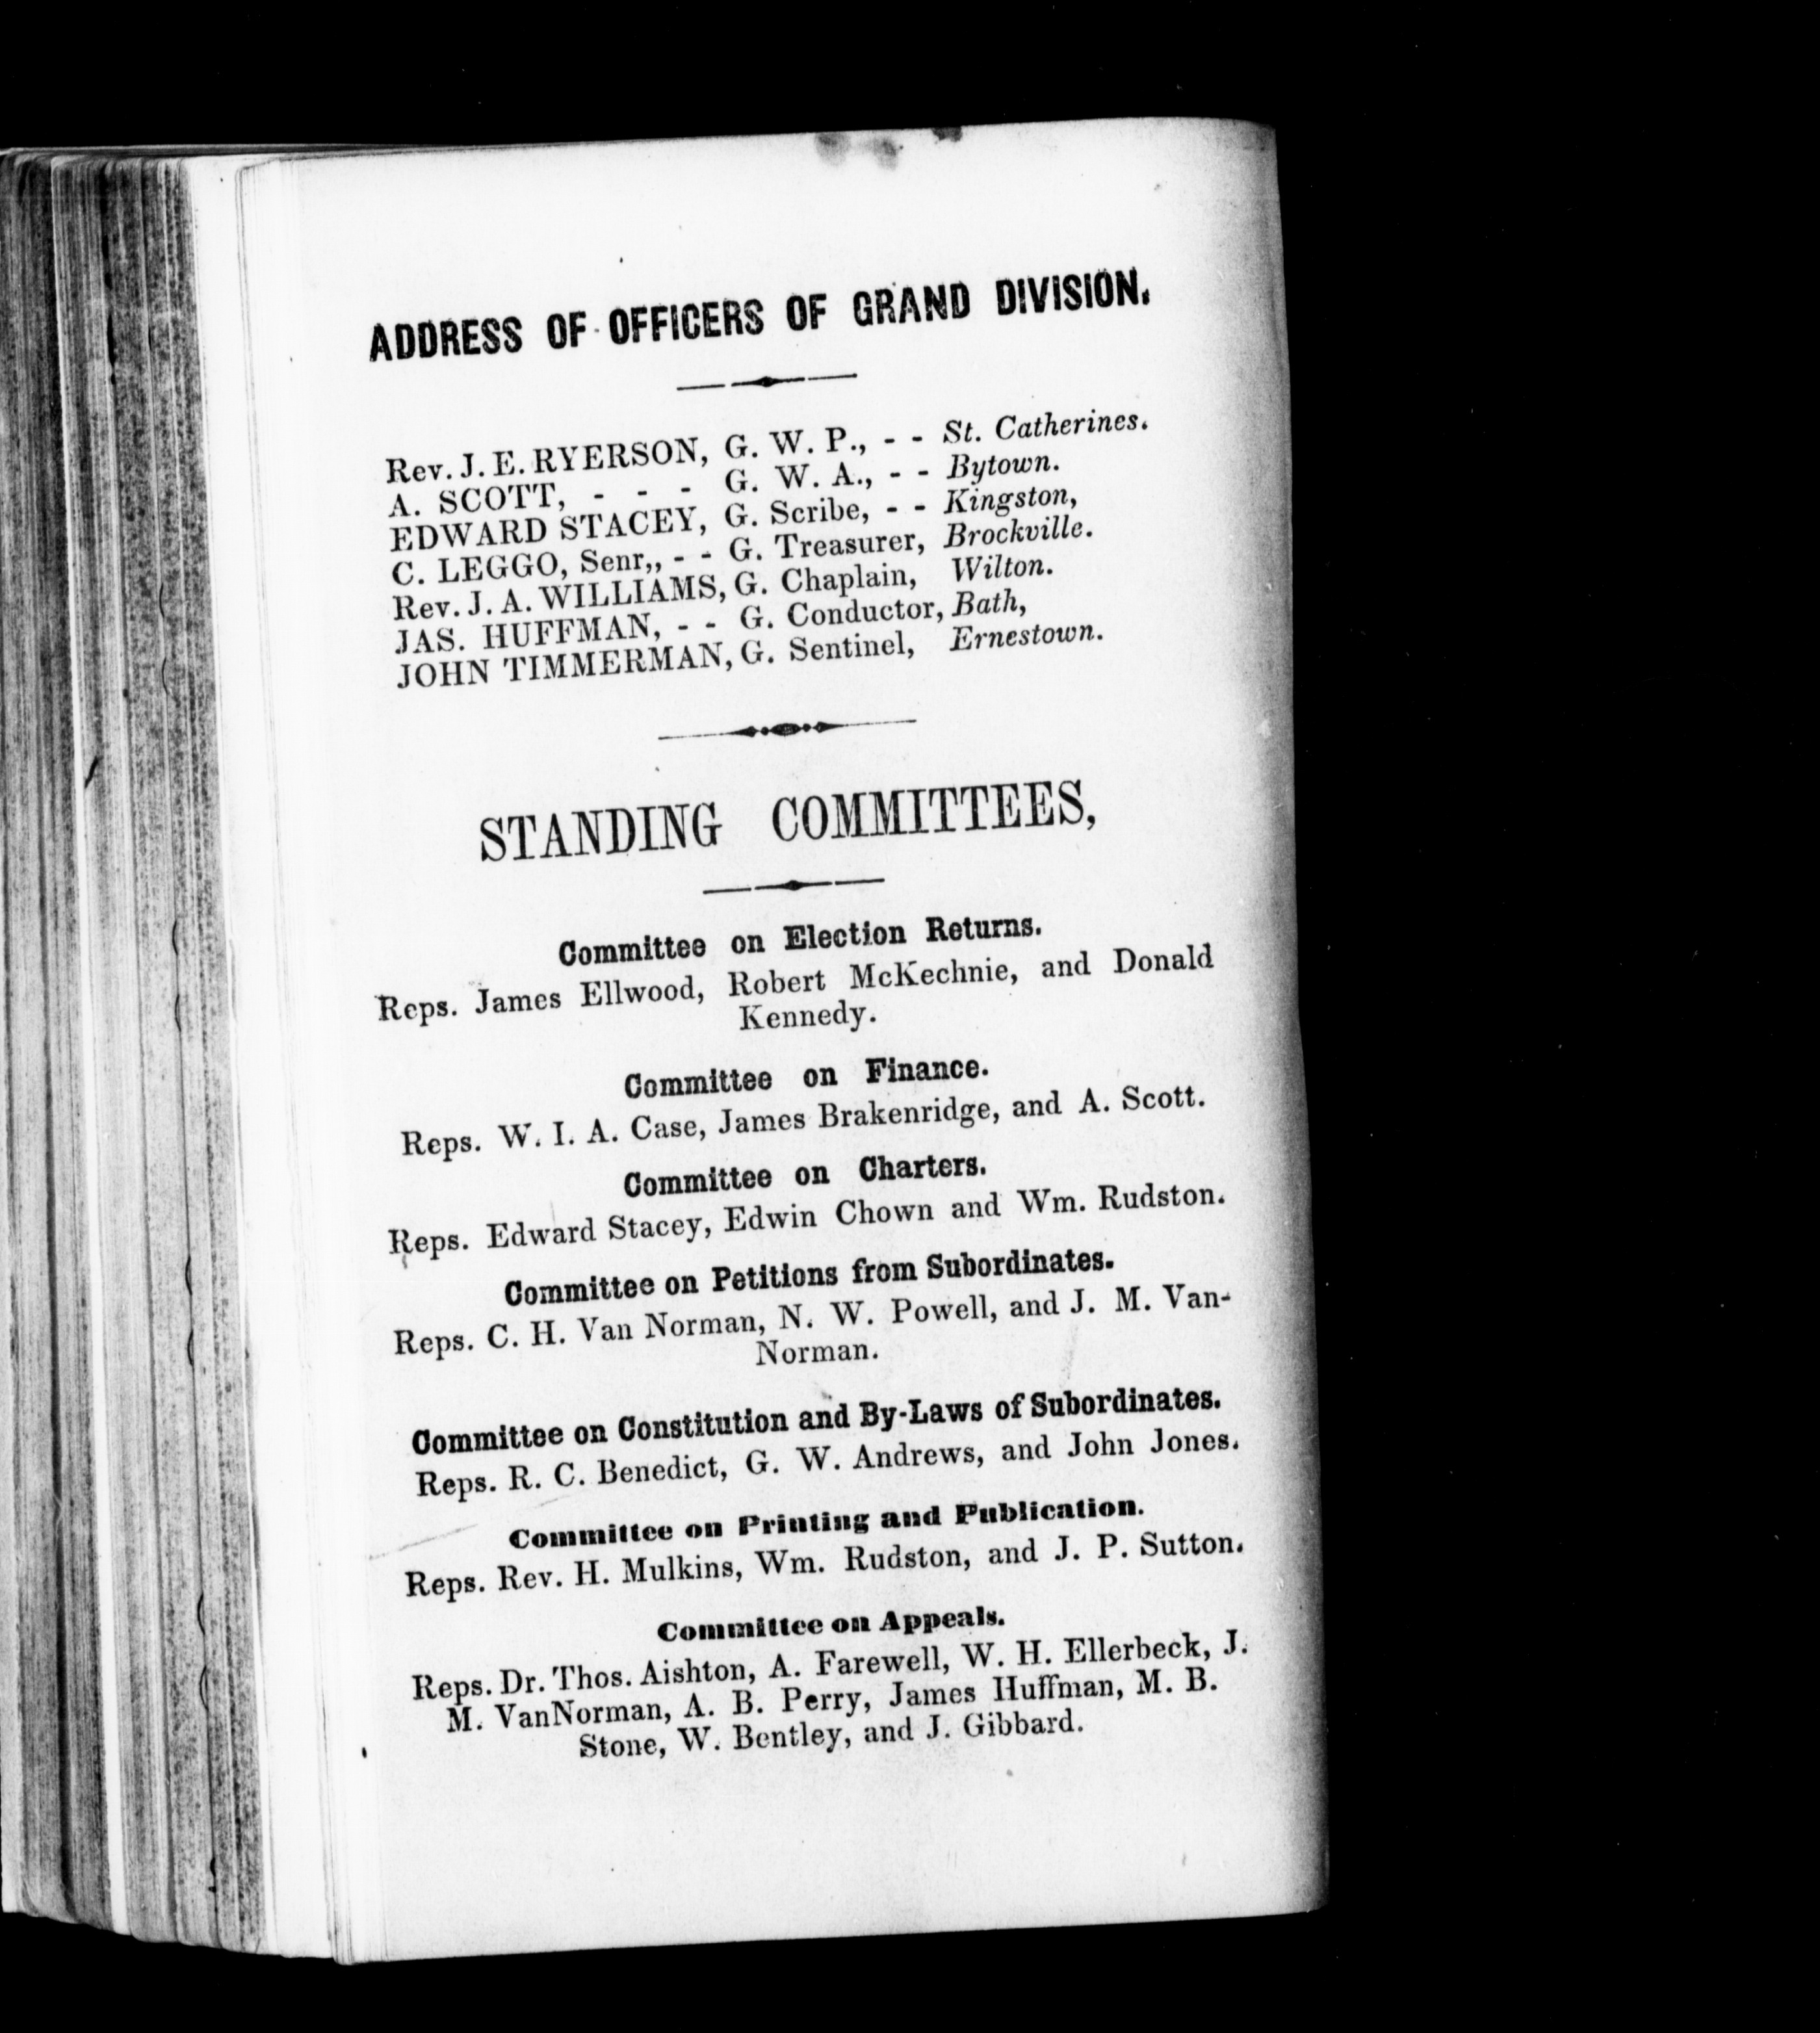 ADDRESS OF OFFICERS OF GRAND DIVISION.
Rev. J. E. RYERSON, G. W. P., - - St. Catherines.
A. SCOTT, - - - G. W. A., - - Bytown.
EDWARD STACEY, G. Scribe, - - Kingston,
C. LEGGO, Senr,, - - G. Treasurer, Brockville.
Rev. J. A. WILLIAMS, G. Chaplain, Wilton.
JAS. HUFFMAN, - - G. Conductor, Bath,
JOHN TIMMERMAN, G. Sentinel, Ernestown.
STANDING COMMITTEES,
Committee on Election Returns.
Reps. James Ellwood, Robert McKechnie, and Donald
Kennedy.
Committee on Finance.
Reps. W. I. A. Case, James Brakenridge, and A. Scott.
Committee on Charters.
Reps. Edward Stacey, Edwin Chown and Wm. Rudston.
Committee on Petitions from Subordinates.
Reps. C. H. Van Norman, N. W. Powell, and J. M. Van-
Norman.
Committee on Constitution and By-Laws of Subordinates.
Reps. R. C. Benedict, G. W. Andrews, and John Jones.
Committee on Printing and Publication.
Reps. Rev. H. Mulkins, Wm. Rudston, and J. P. Sutton.
Committee on Appeals.
Reps. Dr. Thos. Aishton, A. Farewell, W. H. Ellerbeck, J.
M. VanNorman, A. B. Perry, James Huffman, M. B.
Stone, W. Bentley, and J. Gibbard.